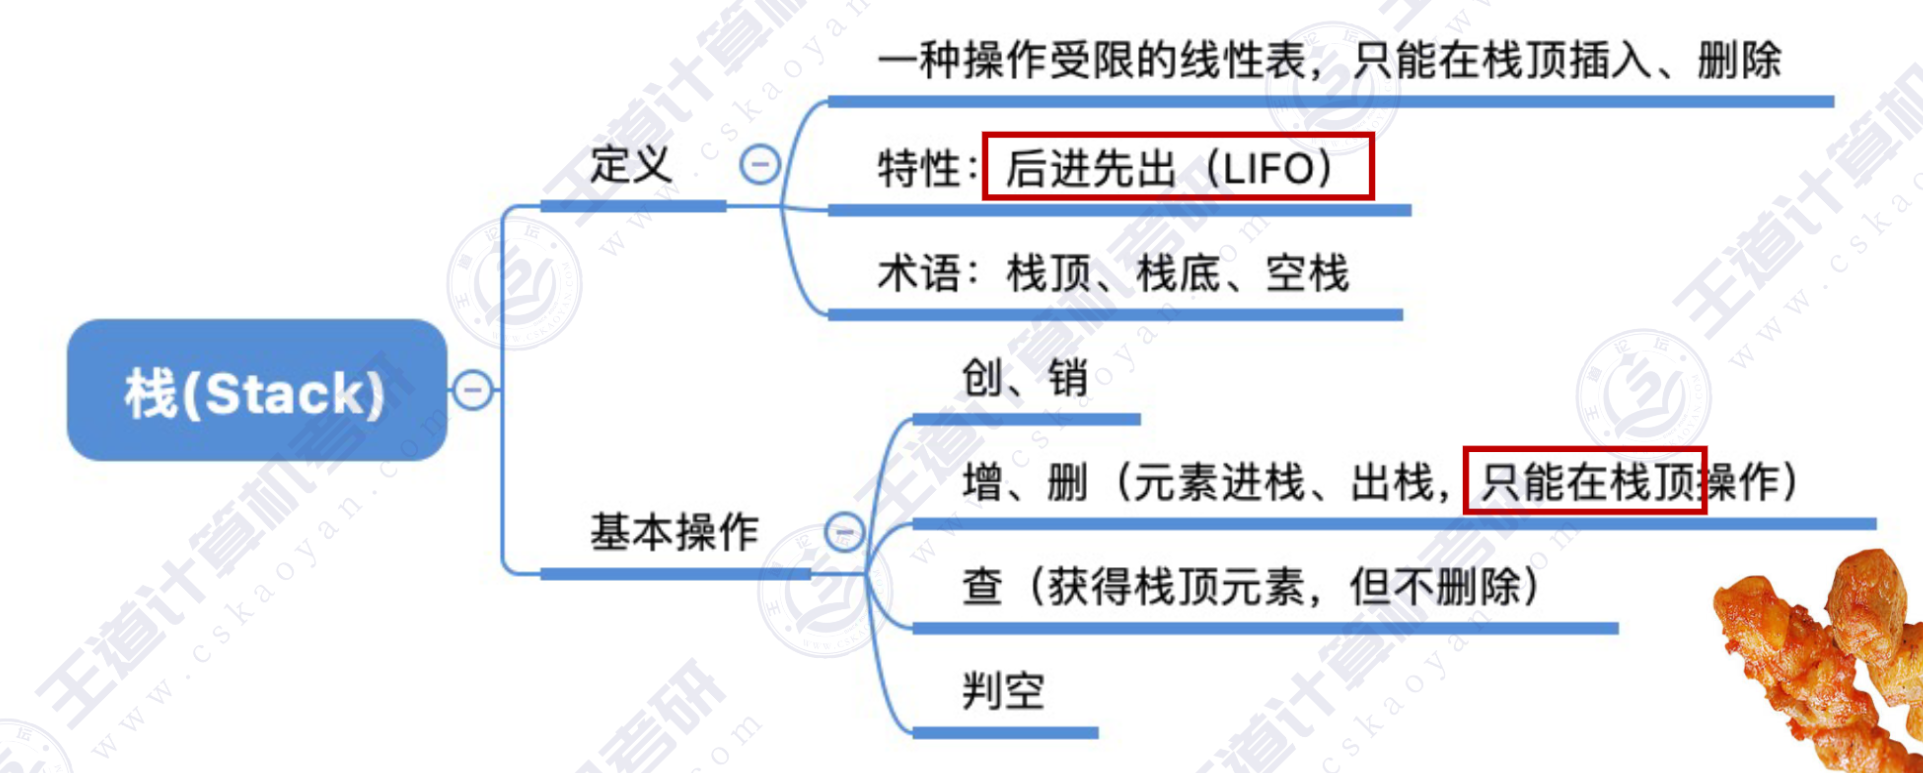 一种操作受限的线性表，只能在栈顶插入、删除
定义
特性：后进先出（LIFO）
术语：栈顶、栈底、空栈
栈(Stack)
创、销
增、删（元素进栈、出栈，只能在栈顶操作）
基本操作
查（获得栈顶元素，但不删除）
判空
王道计算机考研
www.cskaoyan.com